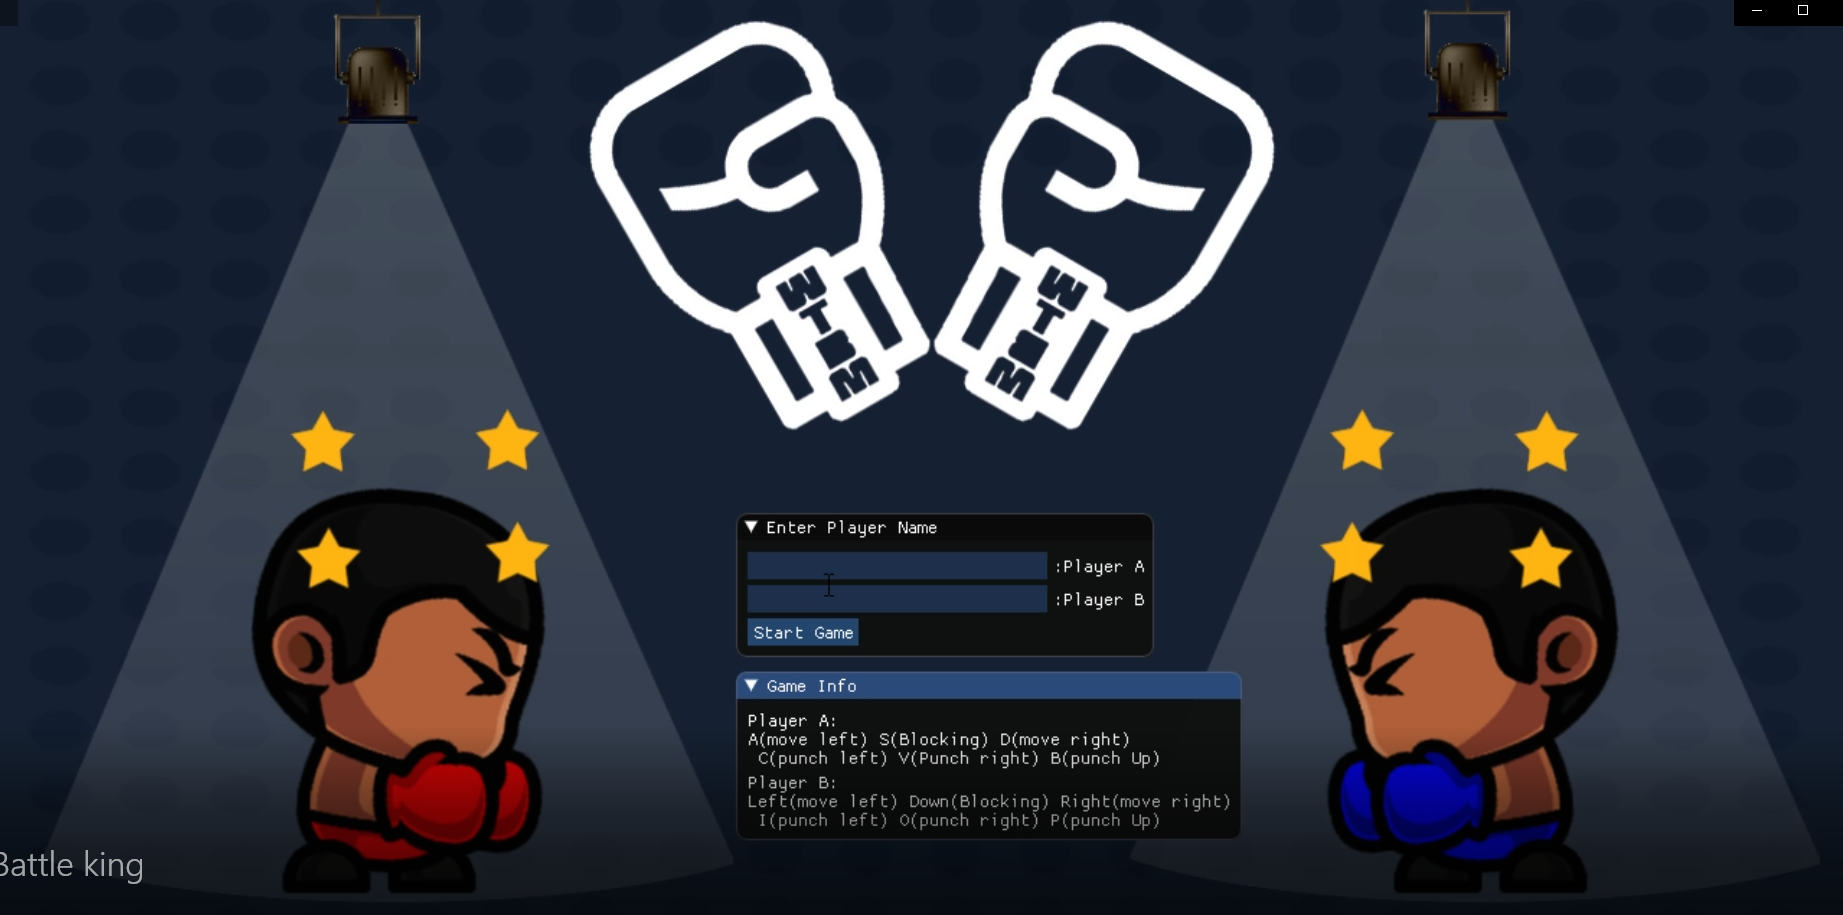 WTBM
WTBM
Enter Player Name
:Player A
:Player B
Start Game
Game Info
Player A:
A(move left) S(Blocking) D(move right)
C(punch left) V(Punch right) B(punch Up)
Player B:
Left(move left) Down(Blocking) Right(move right)
I(punch left) O(punch right) P(punch Up)
Battle king